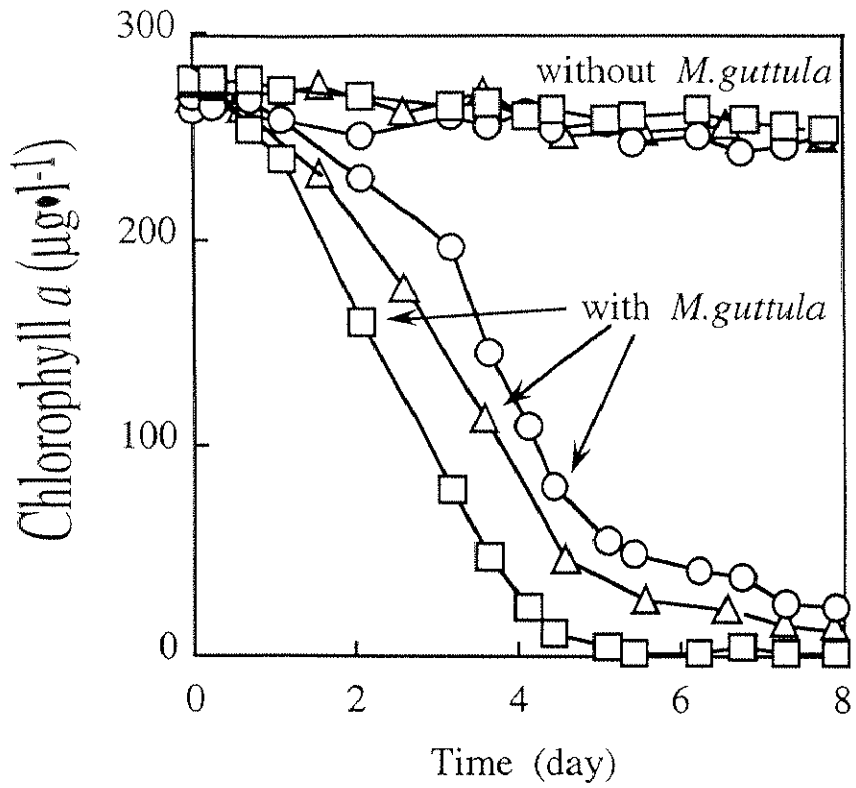 300
200
100
0
0 2 4 6 8
Time (day)
Chlorophyll a (μg•l-1)
without M.guttula
with M.guttula